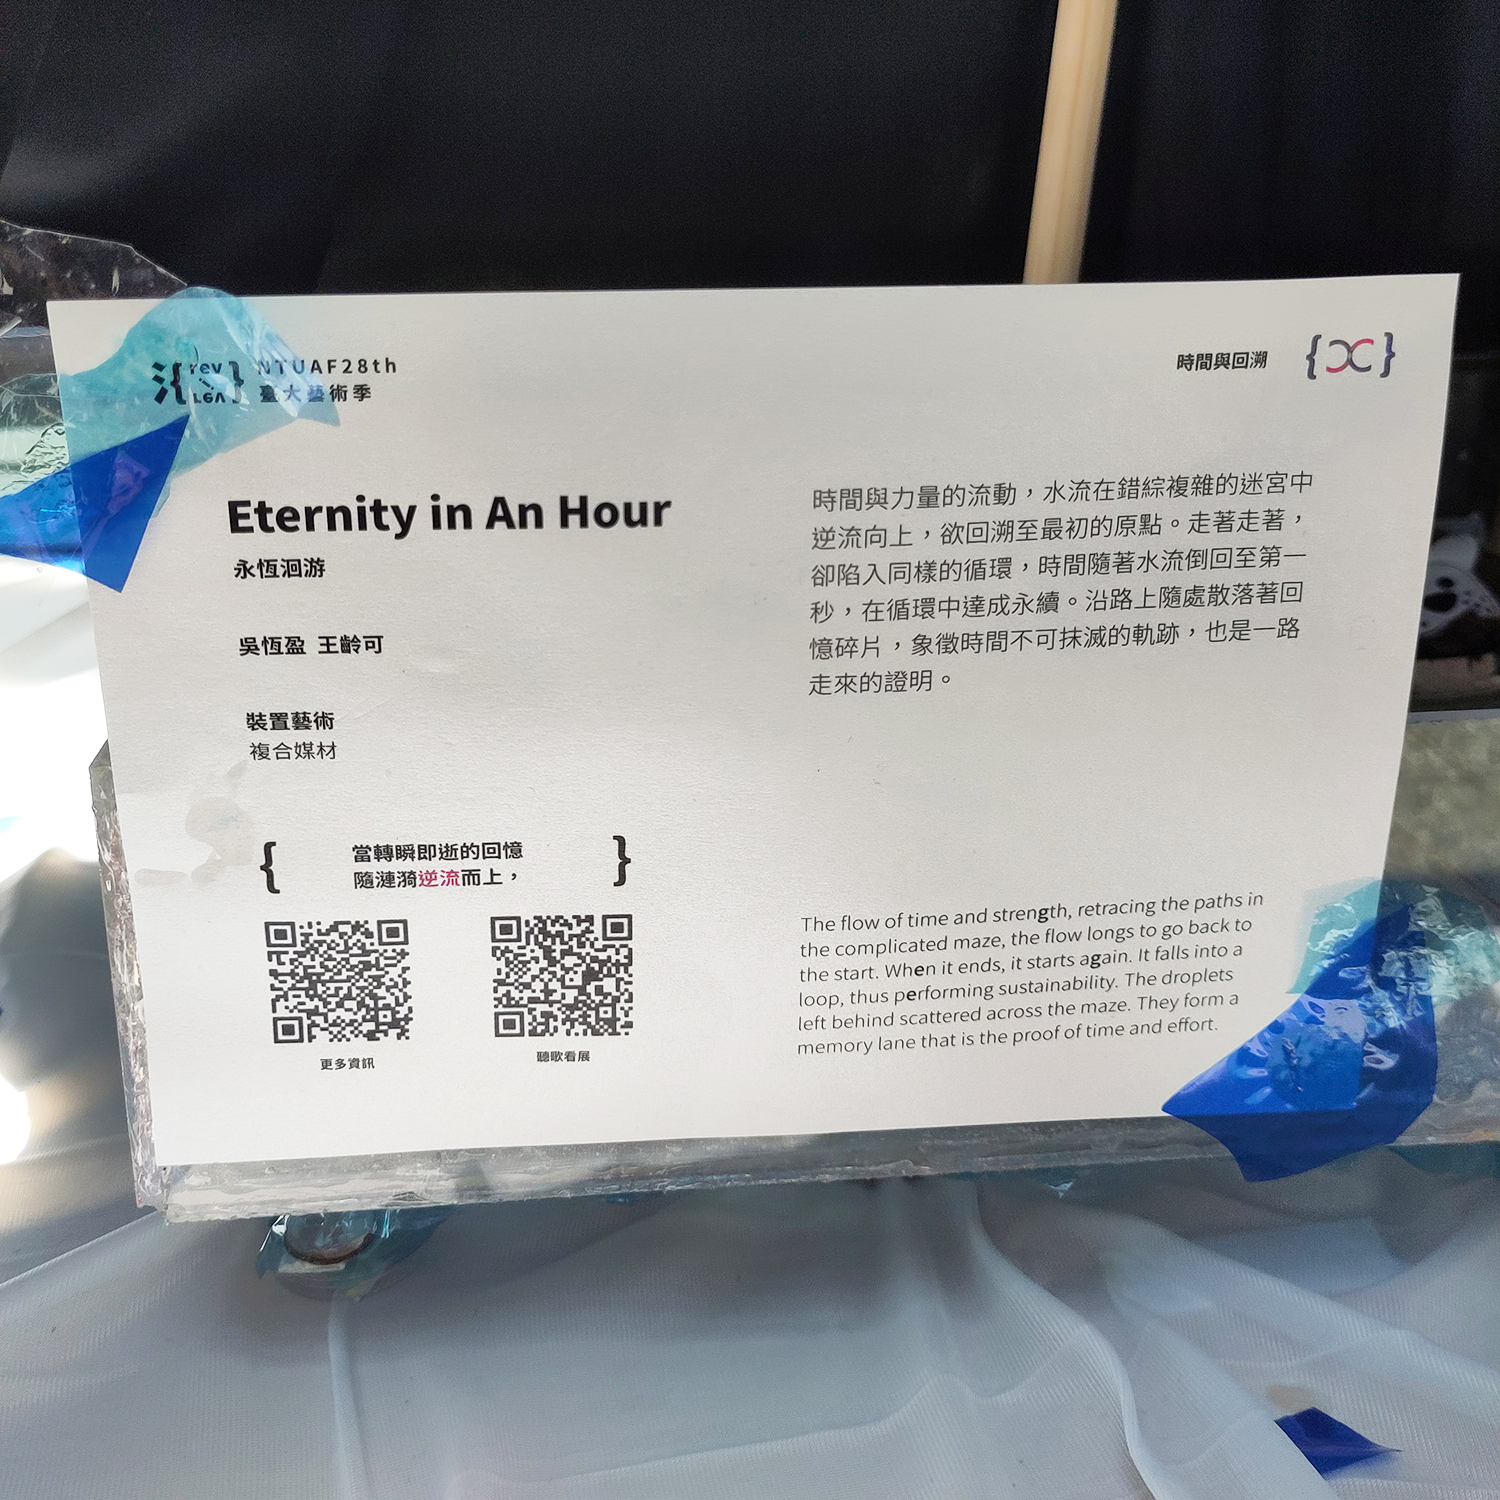 氵{rev rev} NTUAF28th
臺大藝術季
時間與回溯
Eternity in An Hour
永恆洄游
吳恆盈 王齡可
裝置藝術
複合媒材
{ 當轉瞬即逝的回憶 }
隨漣漪逆流而上，
更多資訊
聽歌看展
時間與力量的流動，水流在錯綜複雜的迷宮中
逆流向上，欲回溯至最初的原點。走著走著，
卻陷入同樣的循環，時間隨著水流倒回至第一
秒，在循環中達成永續。沿路上隨處散落著回
憶碎片，象徵時間不可抹滅的軌跡，也是一路
走來的證明。
The flow of time and strength, retracing the paths in
the complicated maze, the flow longs to go back to
the start. When it ends, it starts again. It falls into a
loop, thus performing sustainability. The droplets
left behind scattered across the maze. They form a
memory lane that is the proof of time and effort.